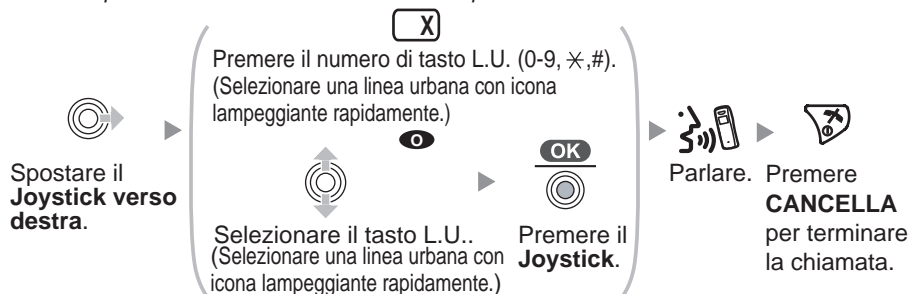 X
Premere il numero di tasto L.U. (0-9, ✳,#).
(Selezionare una linea urbana con icona
lampeggiante rapidamente.)
O
OK
Spostare il
Joystick verso
destra.
Selezionare il tasto L.U..
(Selezionare una linea urbana con
icona lampeggiante rapidamente.)
Premere il
Joystick.
Parlare.
Premere
CANCELLA
per terminare
la chiamata.